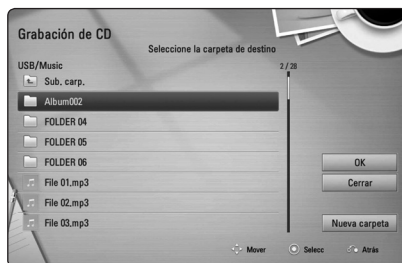 Grabación de CD
Seleccione la carpeta de destino
USB/Music
2 / 28
Sub. carp.
Album002
FOLDER 04
FOLDER 05
FOLDER 06
File 01.mp3
File 02.mp3
File 03.mp3
OK
Cerrar
Nueva carpeta
Mover Selecc Atrás